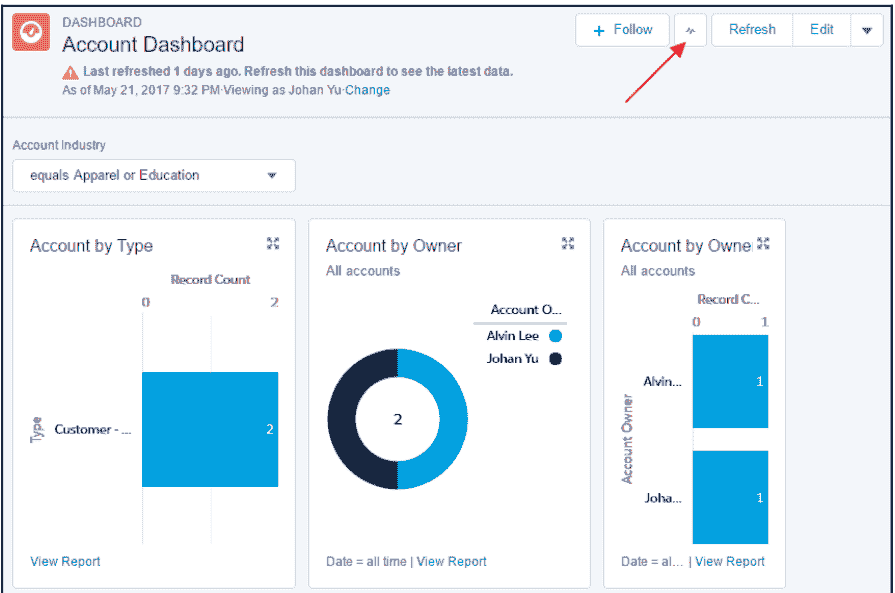 DASHBOARD
Account Dashboard
+ Follow
Refresh
Edit
Last refreshed 1 days ago. Refresh this dashboard to see the latest data.
As of May 21, 2017 9:32 PM·Viewing as Johan Yu·Change
Account Industry
equals Apparel or Education
Account by Type
Record Count
0 2
Type
Customer - ...
2
View Report
Account by Owner
All accounts
Account O...
Alvin Lee
Johan Yu
2
Date = all time | View Report
Account by Owne
All accounts
Record C...
0 1
Account Owner
Alvin...
1
Joha...
1
Date = al... | View Report